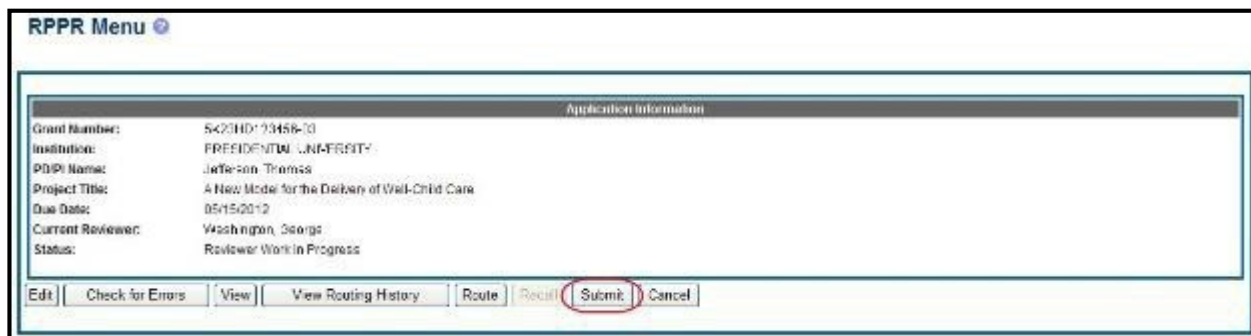 RPPR Menu
Application Information
Grant Number: 5K23HD123456-03
Institution: PRESIDENTIAL UNIVERSITY
PD/PI Name: Jefferson, Thomas
Project Title: A New Model for the Delivery of Well-Child Care
Due Date: 05/15/2012
Current Reviewer: Washington, George
Status: Reviewer Work in Progress
Edit Check for Errors View View Routing History Route Recall Submit Cancel